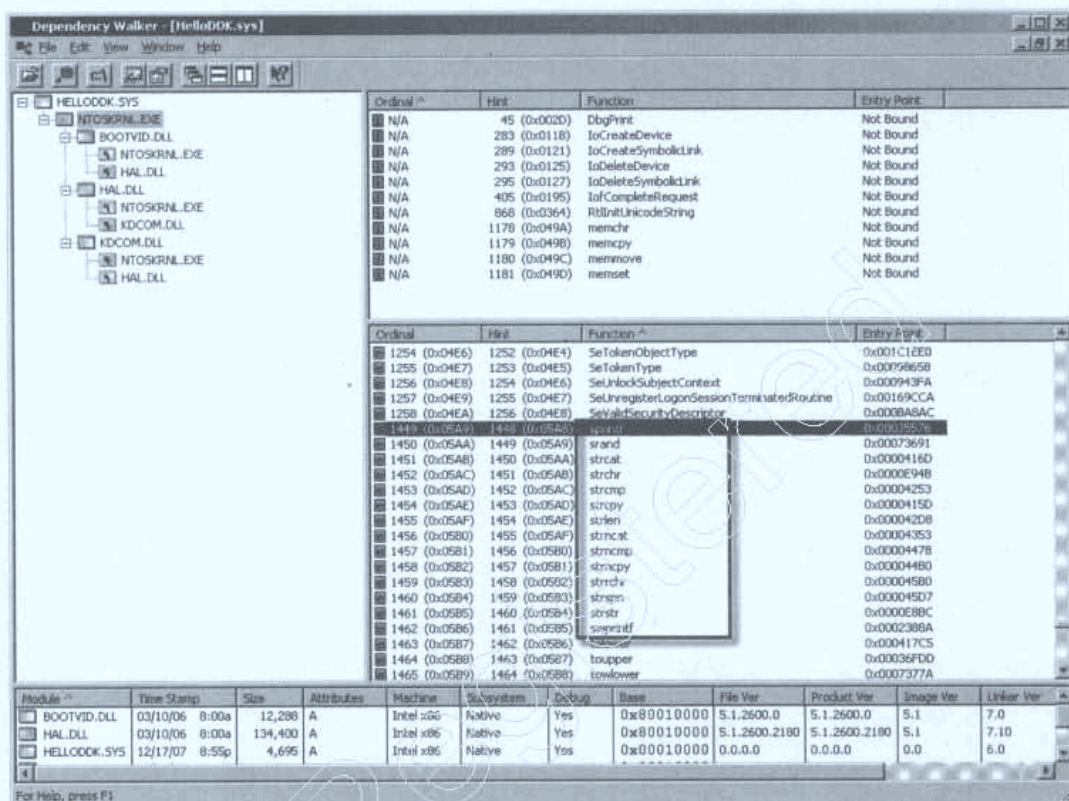 Dependency Walker - [HelloDDK.sys]
File Edit View Window Help
HELLODDK.SYS
NTOSKRNL.EXE
BOOTVID.DLL
NTOSKRNL.EXE
HAL.DLL
HAL.DLL
NTOSKRNL.EXE
KDCOM.DLL
KDCOM.DLL
NTOSKRNL.EXE
HAL.DLL
Ordinal ^ Hint Function Entry Point
N/A 45 (0x002D) DbgPrint Not Bound
N/A 283 (0x011B) IoCreateDevice Not Bound
N/A 289 (0x0121) IoCreateSymbolicLink Not Bound
N/A 293 (0x0125) IoDeleteDevice Not Bound
N/A 295 (0x0127) IoDeleteSymbolicLink Not Bound
N/A 405 (0x0195) IofCompleteRequest Not Bound
N/A 868 (0x0364) RtlInitUnicodeString Not Bound
N/A 1178 (0x049A) memchr Not Bound
N/A 1179 (0x049B) memcpy Not Bound
N/A 1180 (0x049C) memmove Not Bound
N/A 1181 (0x049D) memset Not Bound
Ordinal Hint Function ^ Entry Point
1254 (0x04E6) 1252 (0x04E4) SeTokenObjectType
1255 (0x04E7) 1253 (0x04E5) SeTokenType 0x00098658
1256 (0x04E8) 1254 (0x04E6) SeUnlockSubjectContext 0x000943FA
1257 (0x04E9) 1255 (0x04E7) SeUnregisterLogonSessionTerminatedRoutine 0x00169CCA
1258 (0x04EA) 1256 (0x04E8) SeValidSecurityDescriptor 0x000BA8AC
1449 (0x05A9) 1448 (0x05A8) sprintf 0x00035576
1450 (0x05AA) 1449 (0x05A9) srand 0x00073691
1451 (0x05AB) 1450 (0x05AA) strcat 0x0000416D
1452 (0x05AC) 1451 (0x05AB) strchr 0x0000E94B
1453 (0x05AD) 1452 (0x05AC) strcmp 0x00004253
1454 (0x05AE) 1453 (0x05AD) strcpy 0x0000415D
1455 (0x05AF) 1454 (0x05AE) strlen 0x000042DB
1456 (0x05B0) 1455 (0x05AF) strncat 0x00004353
1457 (0x05B1) 1456 (0x05B0) strncmp 0x00004478
1458 (0x05B2) 1457 (0x05B1) strncpy 0x000044B0
1459 (0x05B3) 1458 (0x05B2) strrchr 0x000045B0
1460 (0x05B4) 1459 (0x05B3) strspn 0x000045D7
1461 (0x05B5) 1460 (0x05B4) strstr 0x0000E8BC
1462 (0x05B6) 1461 (0x05B5) 0x0002388A
1463 (0x05B7) 1462 (0x05B6) 0x000417C5
1464 (0x05B8) 1463 (0x05B7) toupper 0x00036FDD
1465 (0x05B9) 1464 (0x05B8) towlower 0x0007377A
Module ^ Time Stamp Size Attributes Machine Subsystem Debug Base File Ver Product Ver Image Ver Linker Ver
BOOTVID.DLL 03/10/06 8:00a 12,288 A Intel x86 Native Yes 0x80010000 5.1.2600.0 5.1.2600.0 5.1 7.0
HAL.DLL 03/10/06 8:00a 134,400 A Intel x86 Native Yes 0x80010000 5.1.2600.2180 5.1.2600.2180 5.1 7.10
HELLODDK.SYS 12/17/07 8:55p 4,695 A Intel x86 Native Yes 0x00010000 0.0.0.0 0.0.0.0 0.0 6.0
For Help, press F1